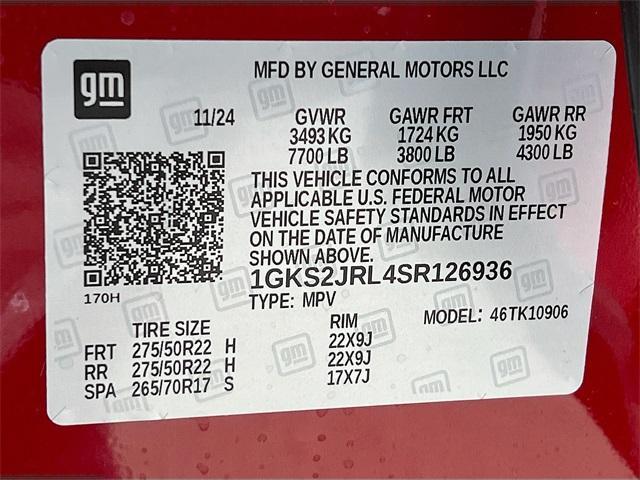 gm
MFD BY GENERAL MOTORS LLC
11/24 GVWR GAWR FRT GAWR RR
3493 KG 1724 KG 1950 KG
7700 LB 3800 LB 4300 LB
THIS VEHICLE CONFORMS TO ALL
APPLICABLE U.S. FEDERAL MOTOR
VEHICLE SAFETY STANDARDS IN EFFECT
ON THE DATE OF MANUFACTURE
SHOWN ABOVE.
1GKS2JRL4SR126936
170H
TYPE: MPV
MODEL: 46TK10906
TIRE SIZE RIM
FRT 275/50R22 H 22X9J
RR 275/50R22 H 22X9J
SPA 265/70R17 S 17X7J